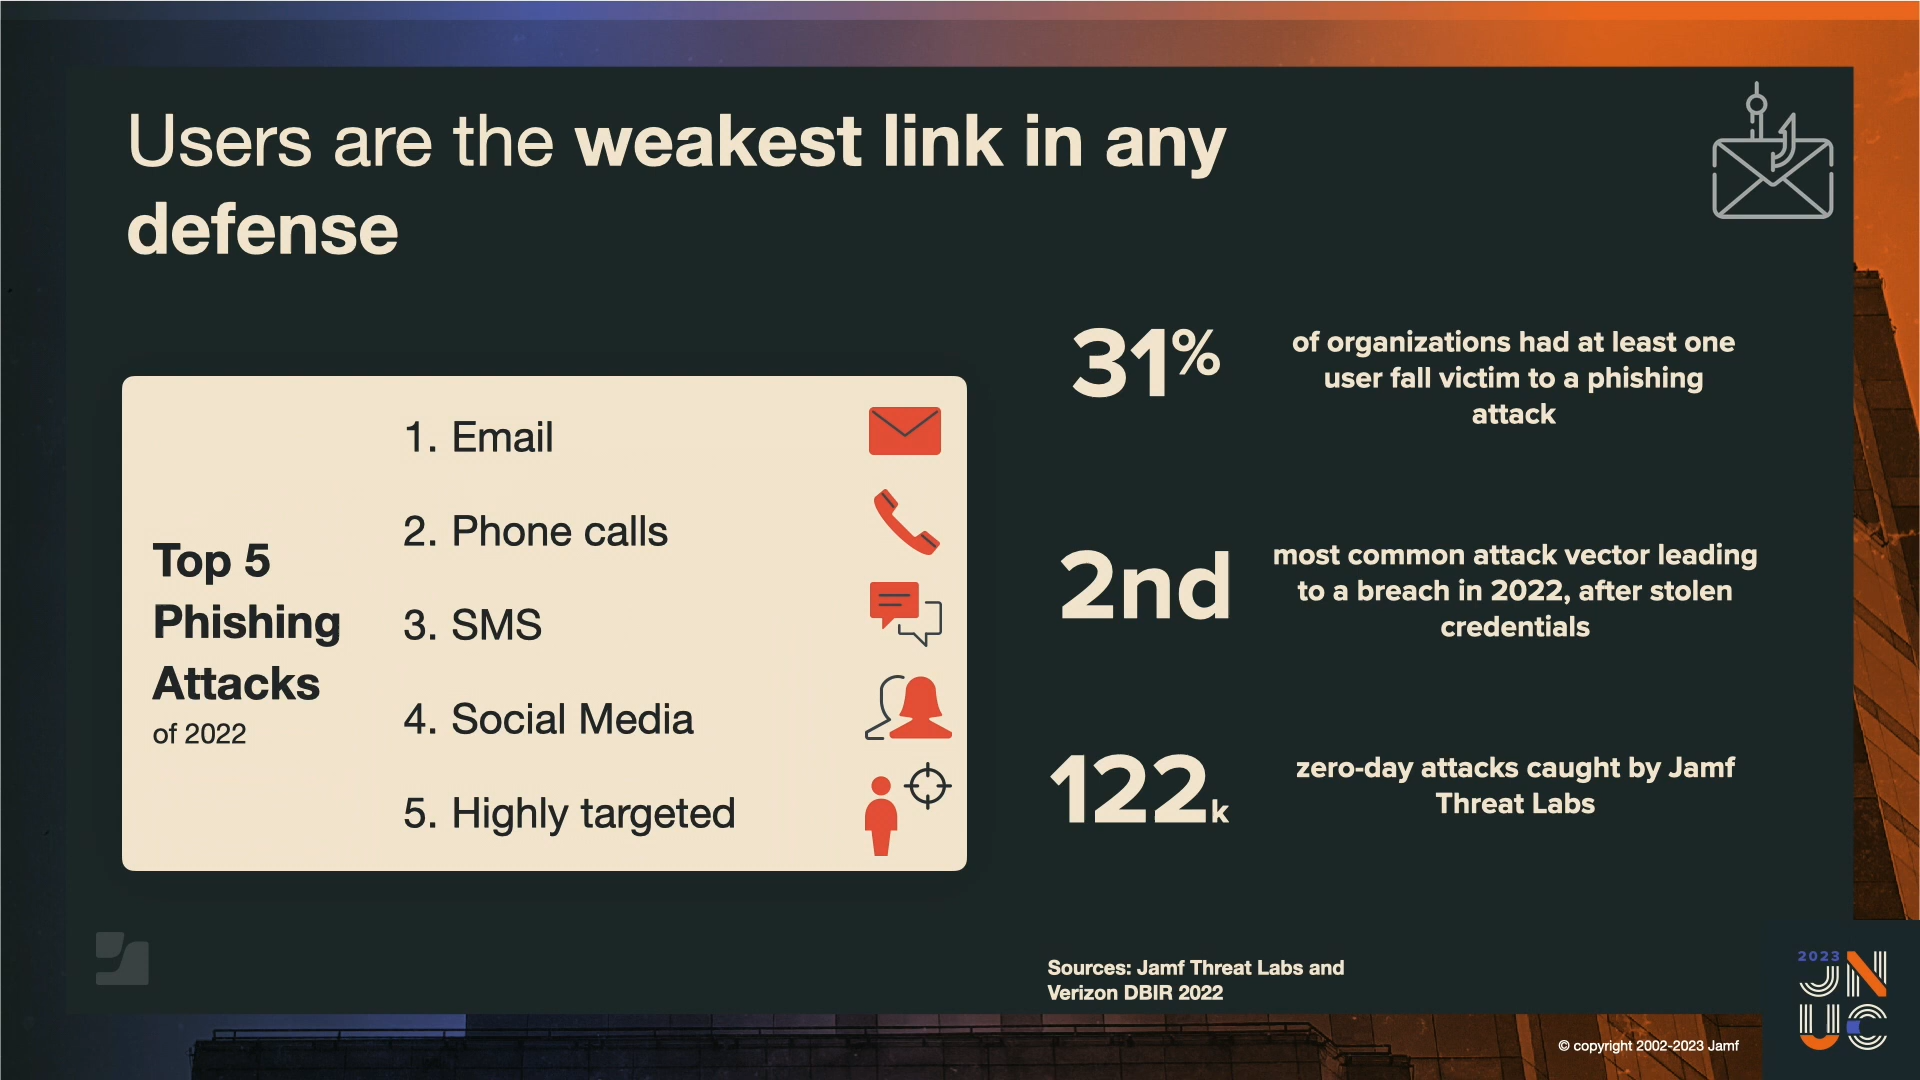 Users are the weakest link in any
defense
Top 5
Phishing
Attacks
of 2022
1. Email
2. Phone calls
3. SMS
4. Social Media
5. Highly targeted
31%
of organizations had at least one
user fall victim to a phishing
attack
2nd
most common attack vector leading
to a breach in 2022, after stolen
credentials
122k
zero-day attacks caught by Jamf
Threat Labs
Sources: Jamf Threat Labs and
Verizon DBIR 2022
© copyright 2002-2023 Jamf
2023
JN
UC